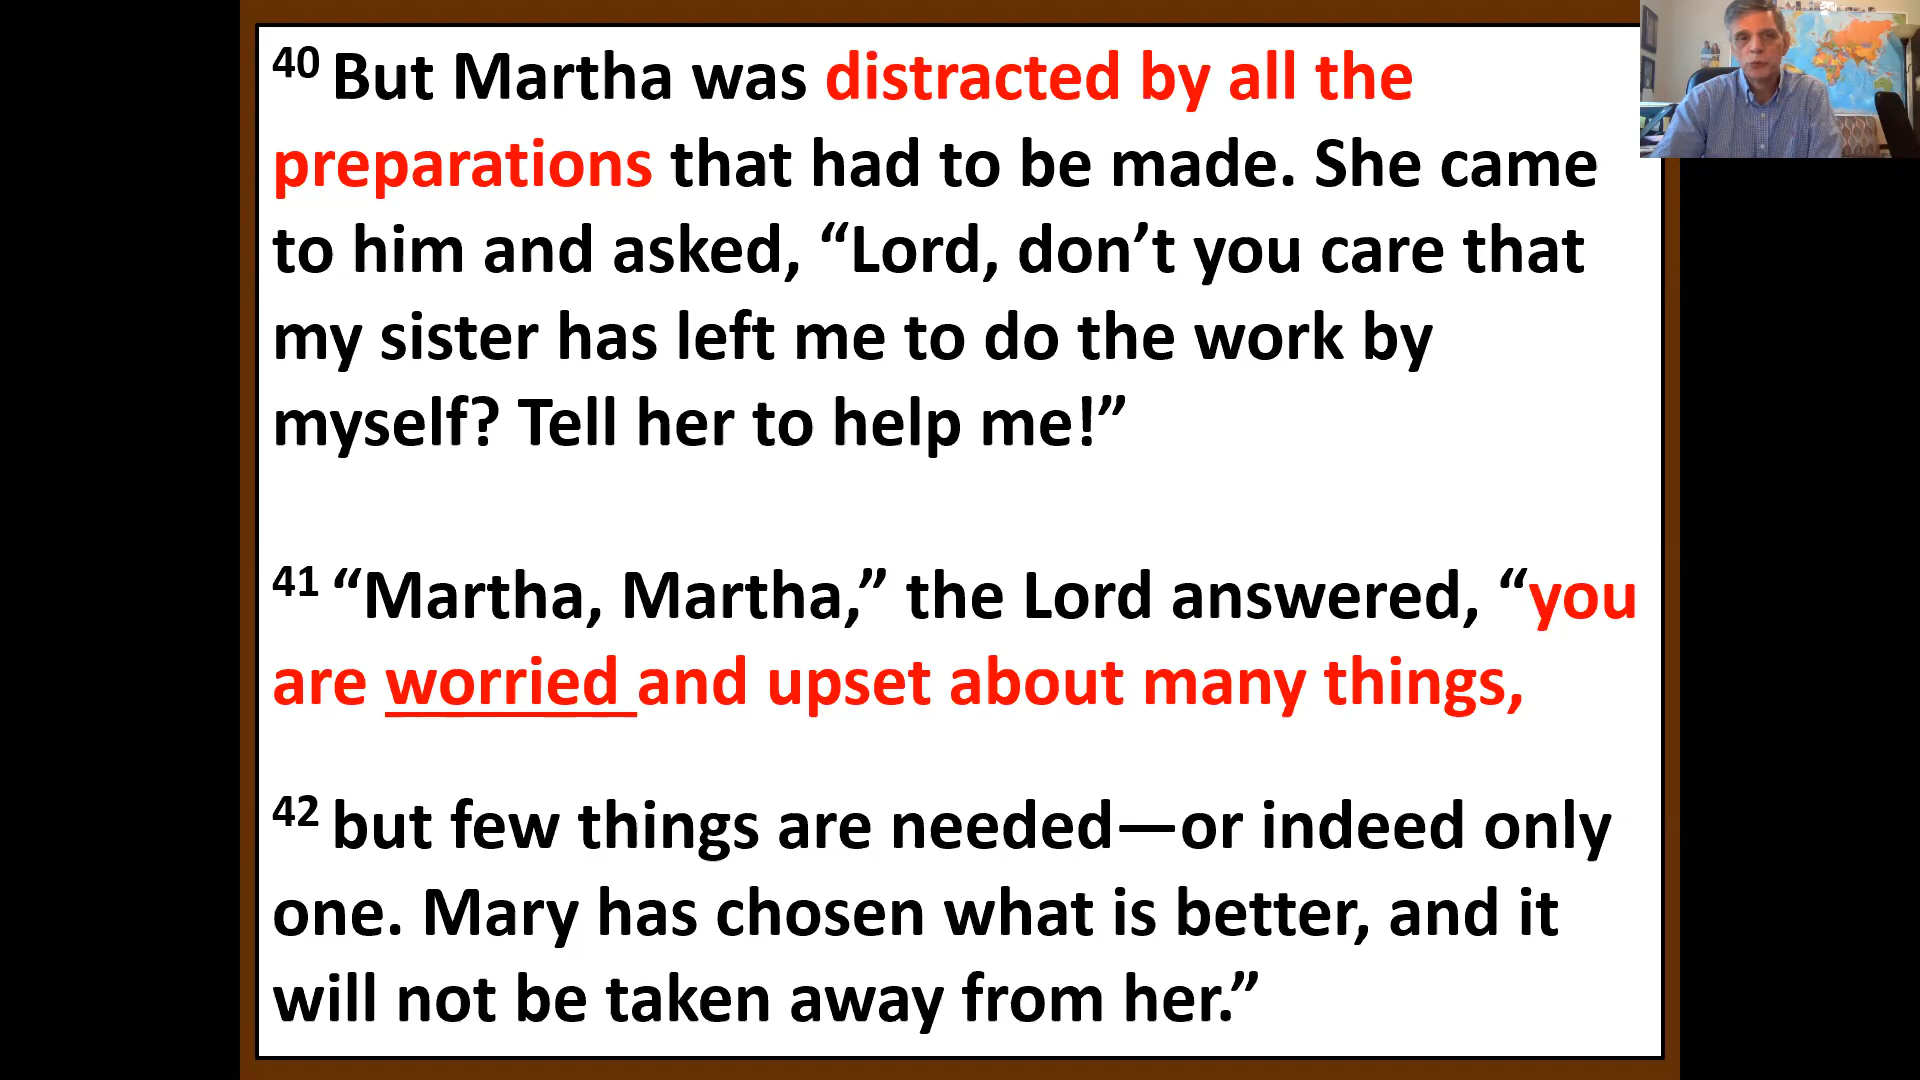 40 But Martha was distracted by all the
preparations that had to be made. She came
to him and asked, “Lord, don’t you care that
my sister has left me to do the work by
myself? Tell her to help me!”
41 “Martha, Martha,” the Lord answered, “you
are worried and upset about many things,
42 but few things are needed—or indeed only
one. Mary has chosen what is better, and it
will not be taken away from her.”